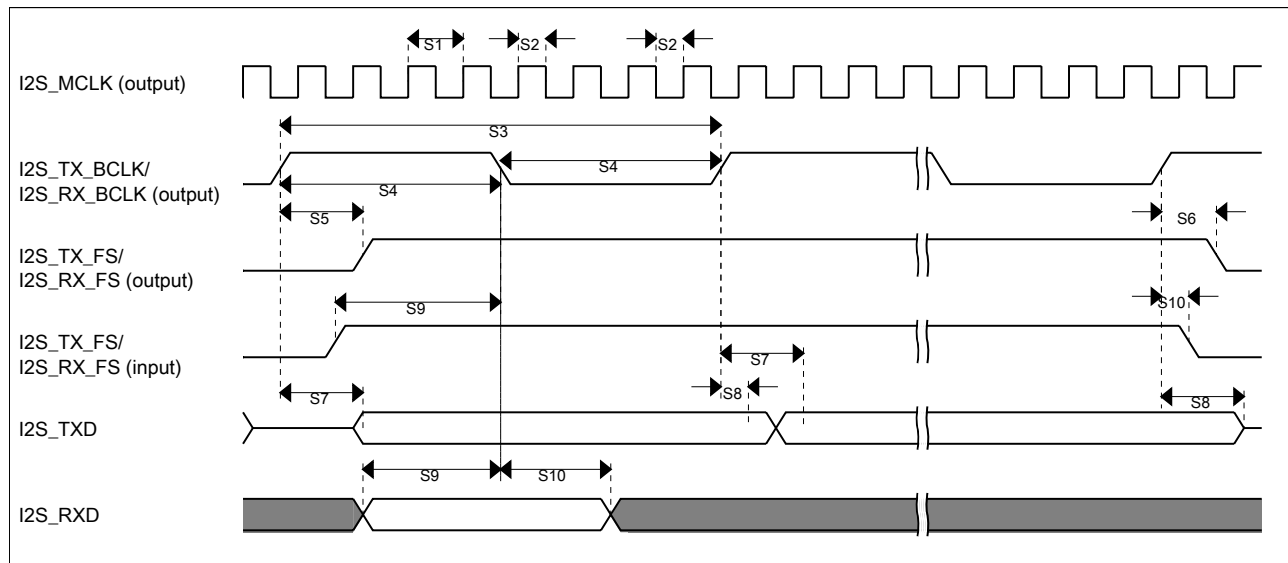 S1
S2
S2
I2S_MCLK (output)
S3
I2S_TX_BCLK/
I2S_RX_BCLK (output)
S4
S4
S5
S6
I2S_TX_FS/
I2S_RX_FS (output)
S9
S10
I2S_TX_FS/
I2S_RX_FS (input)
S7
S7
S8
S8
I2S_TXD
S9
S10
I2S_RXD